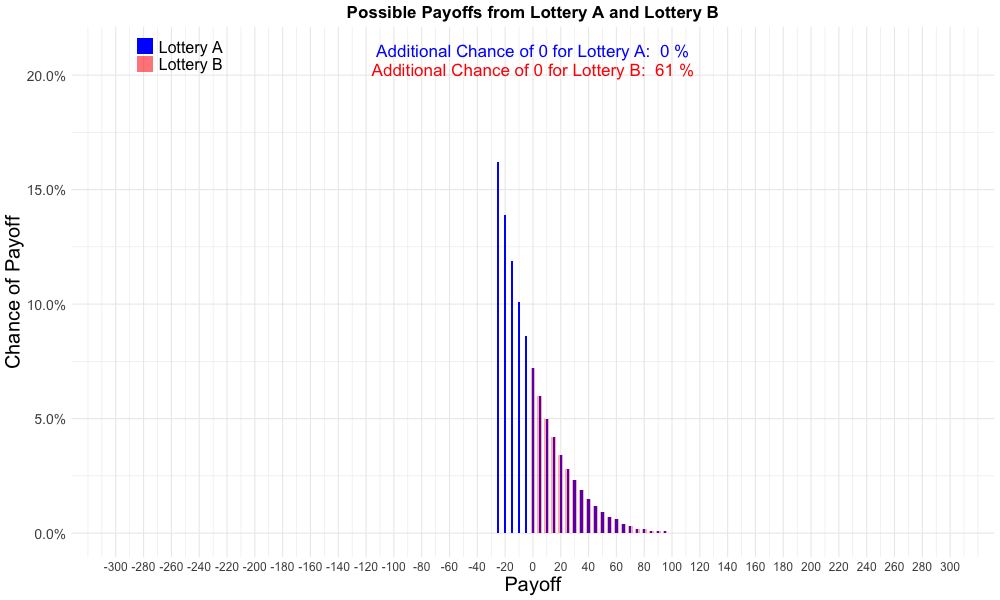 Possible Payoffs from Lottery A and Lottery B
Lottery A
Lottery B
Additional Chance of 0 for Lottery A: 0 %
Additional Chance of 0 for Lottery B: 61 %
Chance of Payoff
20.0%
15.0%
10.0%
5.0%
0.0%
-300 -280 -260 -240 -220 -200 -180 -160 -140 -120 -100 -80 -60 -40 -20 0 20 40 60 80 100 120 140 160 180 200 220 240 260 280 300
Payoff